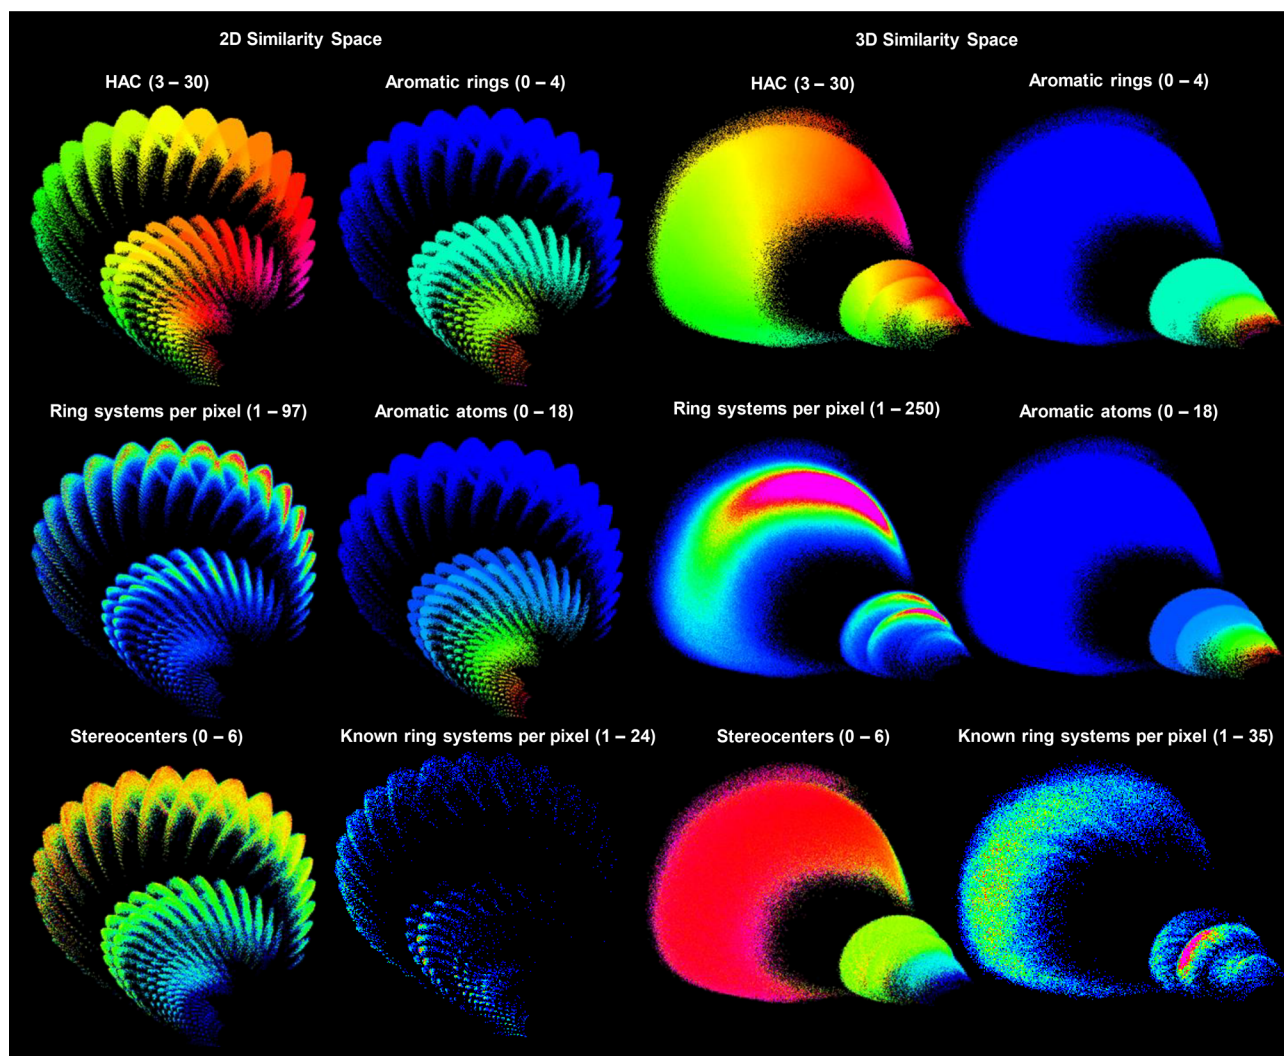 2D Similarity Space
3D Similarity Space
HAC (3 – 30)
Aromatic rings (0 – 4)
HAC (3 – 30)
Aromatic rings (0 – 4)
Ring systems per pixel (1 – 97)
Aromatic atoms (0 – 18)
Ring systems per pixel (1 – 250)
Aromatic atoms (0 – 18)
Stereocenters (0 – 6)
Known ring systems per pixel (1 – 24)
Stereocenters (0 – 6)
Known ring systems per pixel (1 – 35)